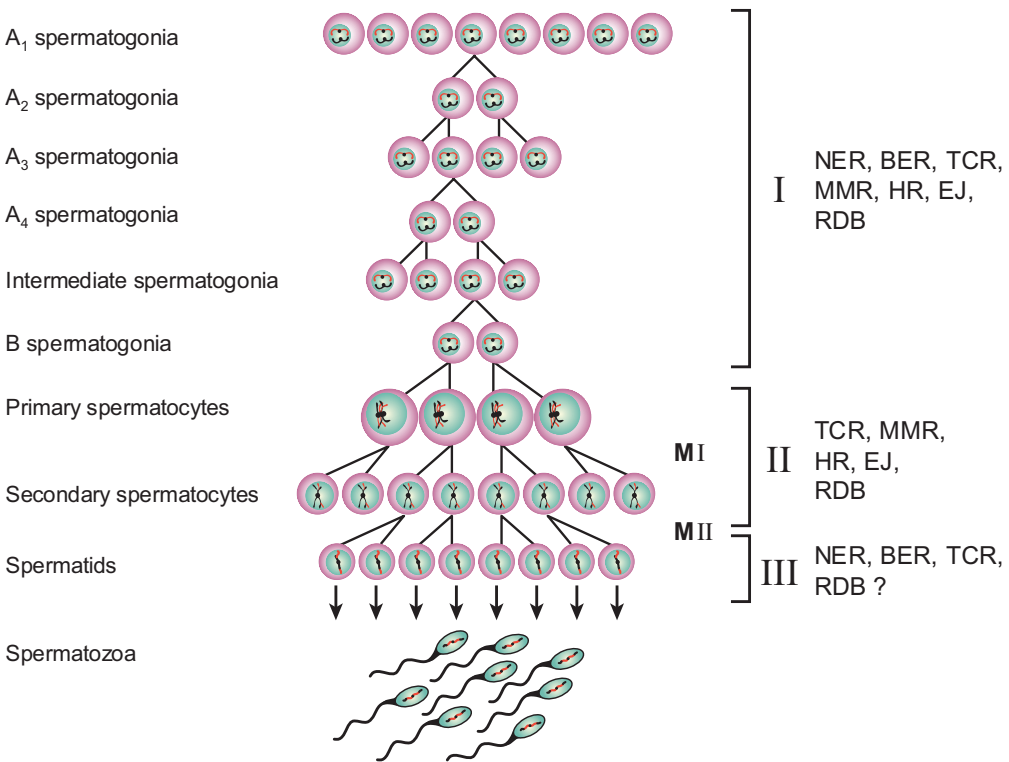 A₁ spermatogonia
A₂ spermatogonia
A₃ spermatogonia
A₄ spermatogonia
Intermediate spermatogonia
B spermatogonia
I
NER, BER, TCR,
MMR, HR, EJ,
RDB
Primary spermatocytes
MI
Secondary spermatocytes
II
TCR, MMR,
HR, EJ,
RDB
MII
Spermatids
III
NER, BER, TCR,
RDB ?
Spermatozoa